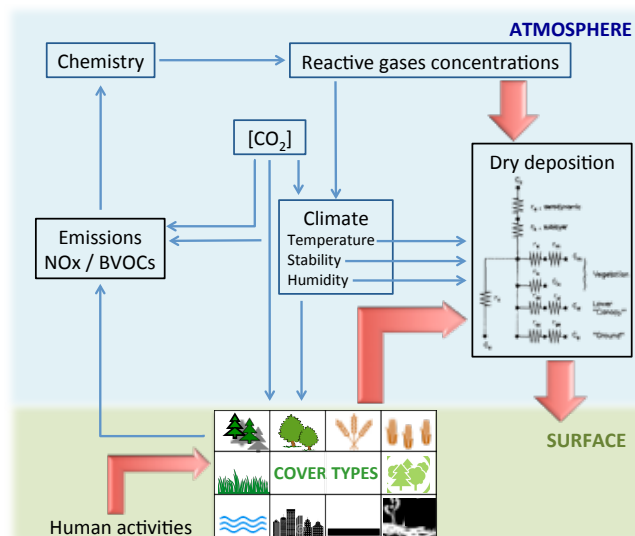 ATMOSPHERE
Chemistry
Reactive gases concentrations
[CO₂]
Dry deposition
Climate
Temperature
Stability
Humidity
Emissions
NOx / BVOCs
Vegetation
Lower
"Canopy"
"Ground"
SURFACE
COVER TYPES
Human activities